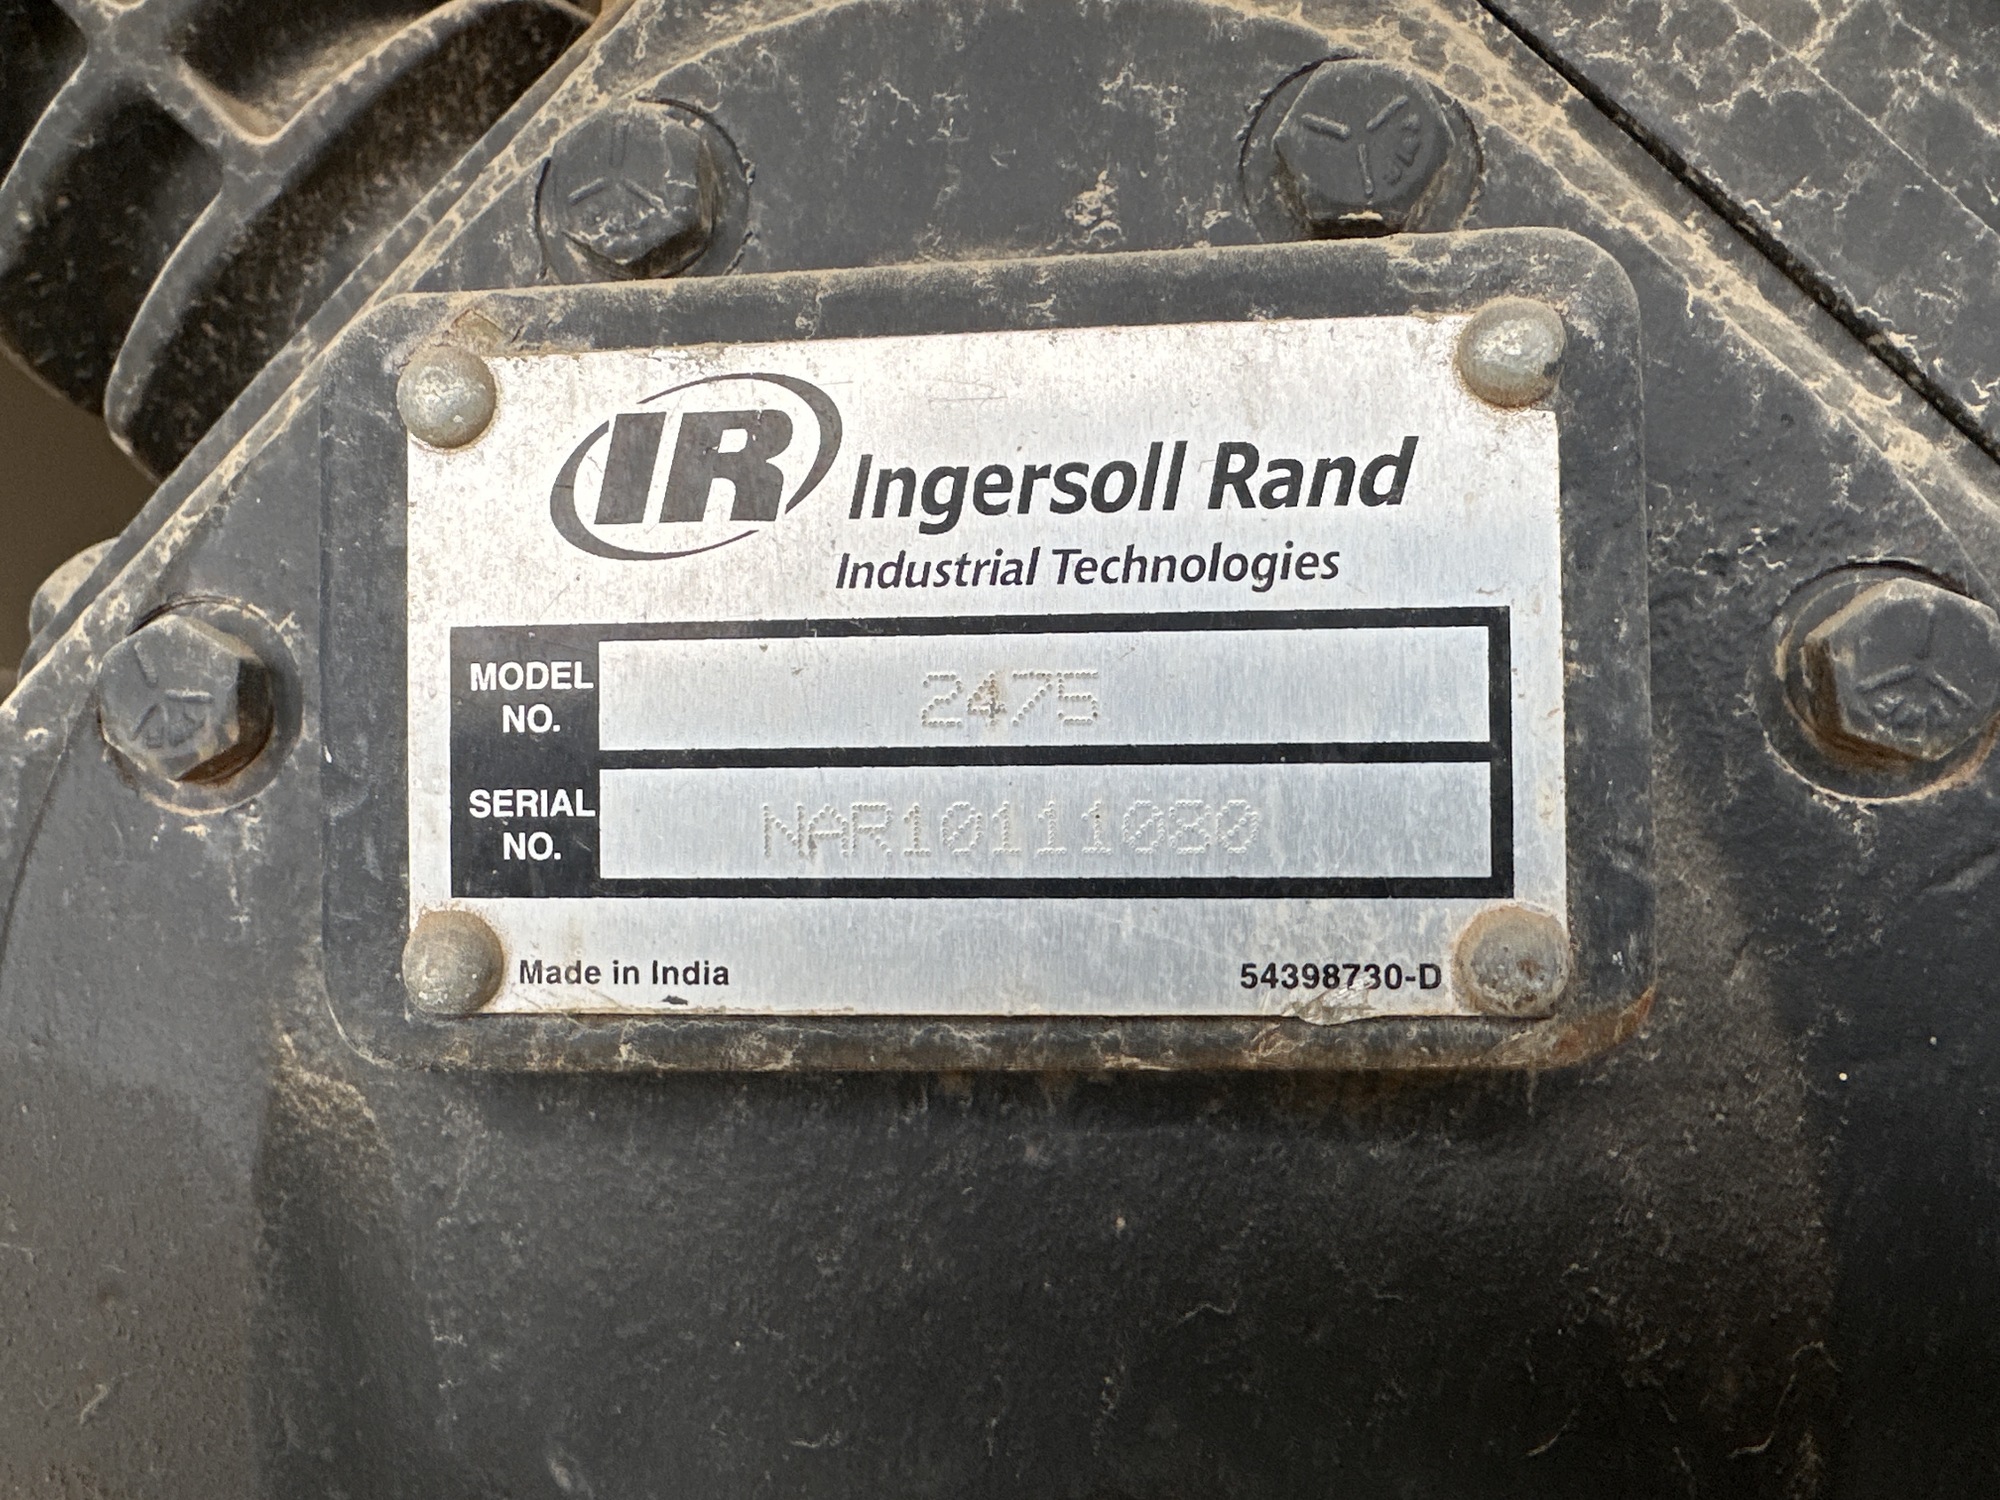 IR Ingersoll Rand
Industrial Technologies
MODEL NO.
2475
SERIAL NO.
NAR10111080
Made in India
54398730-D